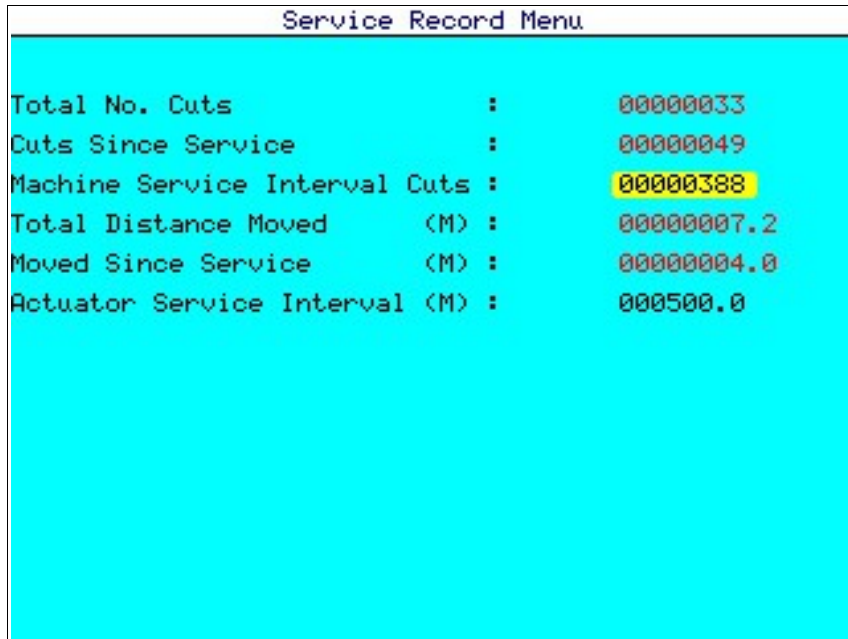 Service Record Menu
Total No. Cuts : 00000033
Cuts Since Service : 00000049
Machine Service Interval Cuts : 00000388
Total Distance Moved (M) : 00000007.2
Moved Since Service (M) : 00000004.0
Actuator Service Interval (M) : 000500.0